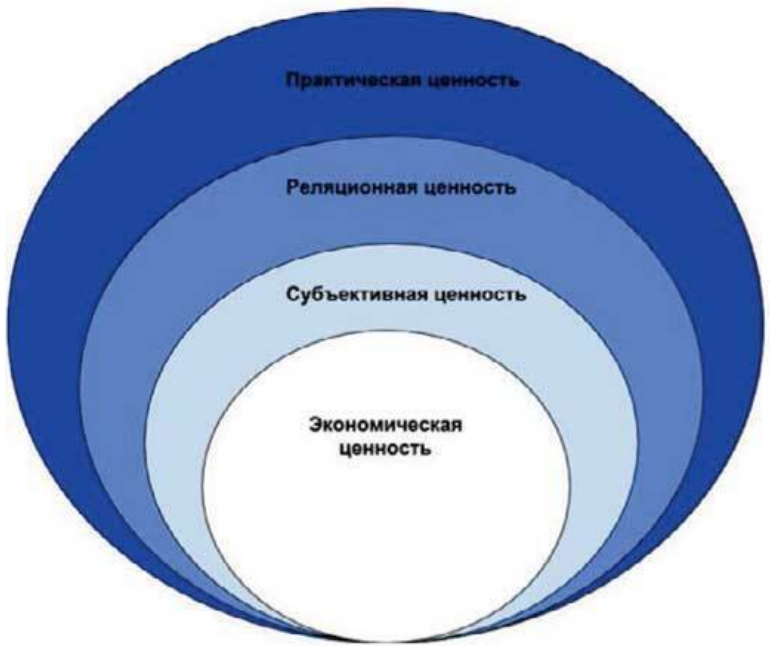 Практическая ценность
Реляционная ценность
Субъективная ценность
Экономическая
ценность